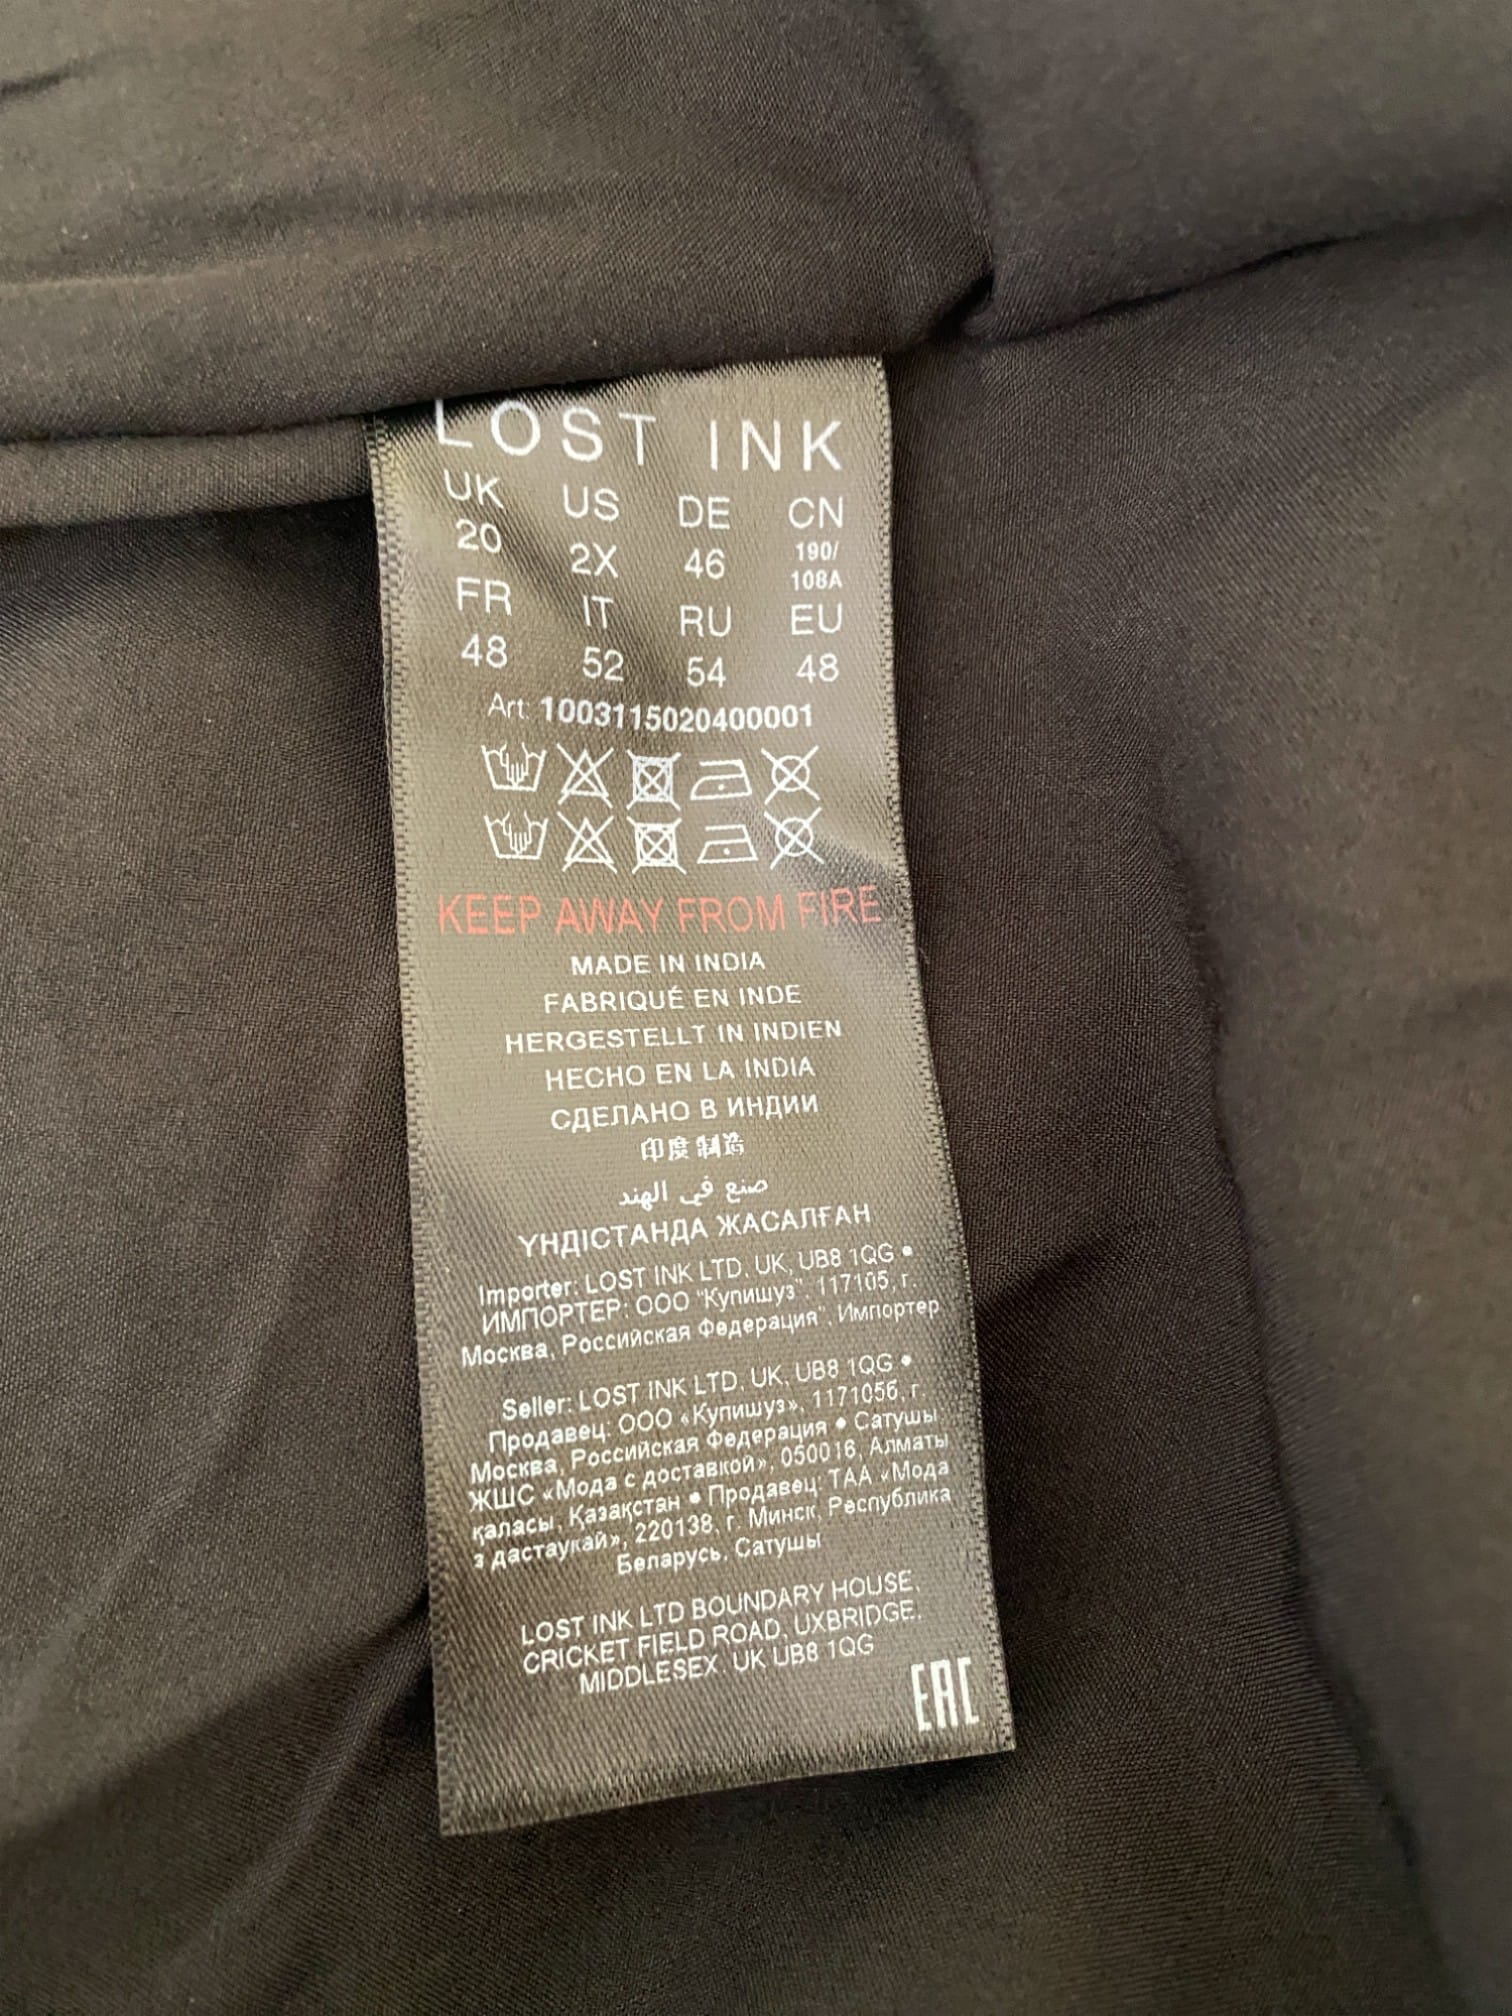 LOST INK
UK US DE CN
20 2X 46 190/
108A
FR IT RU EU
48 52 54 48
Art. 1003115020400001
KEEP AWAY FROM FIRE
MADE IN INDIA
FABRIQUÉ EN INDE
HERGESTELLT IN INDIEN
HECHO EN LA INDIA
СДЕЛАНО В ИНДИИ
印度制造
صنع في الهند
ҮНДІСТАНДА ЖАСАЛҒАН
Importer: LOST INK LTD. UK, UB8 1QG •
ИМПОРТЕР: ООО "Купишуз". 117105, г.
Москва, Российская Федерация". Импортер
Seller: LOST INK LTD, UK, UB8 1QG •
Продавец: ООО «Купишуз», 1171056, г.
Москва, Российская Федерация • Сатушы
ЖШС «Мода с доставкой», 050016, Алматы
қаласы, Қазақстан • Продавец: ТАА «Мода
з дастаукай», 220138, г. Минск, Республика
Беларусь. Сатушы
LOST INK LTD BOUNDARY HOUSE,
CRICKET FIELD ROAD, UXBRIDGE,
MIDDLESEX. UK UB8 1QG
EAC